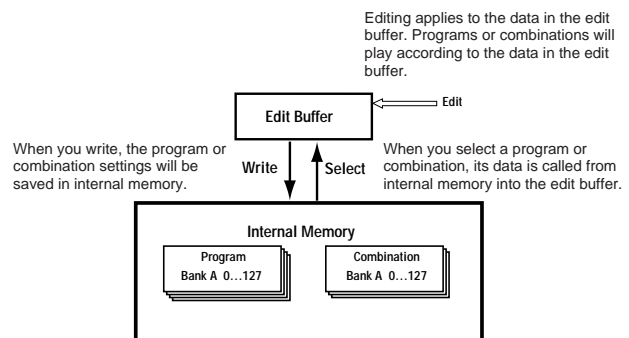 Editing applies to the data in the edit
buffer. Programs or combinations will
play according to the data in the edit
buffer.
Edit Buffer
Edit
When you write, the program or
combination settings will be
saved in internal memory.
Write
Select
When you select a program or
combination, its data is called from
internal memory into the edit buffer.
Internal Memory
Program
Bank A 0...127
Combination
Bank A 0...127